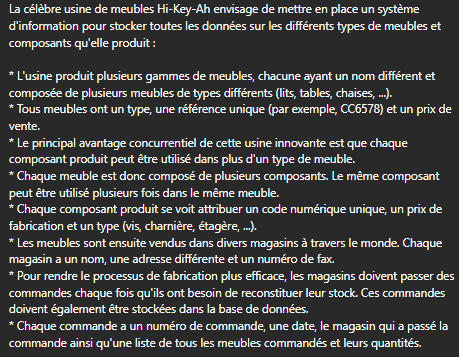 La célèbre usine de meubles Hi-Key-Ah envisage de mettre en place un système
d'information pour stocker toutes les données sur les différents types de meubles et
composants qu'elle produit :

* L'usine produit plusieurs gammes de meubles, chacune ayant un nom différent et
composée de plusieurs meubles de types différents (lits, tables, chaises, ...).
* Tous meubles ont un type, une référence unique (par exemple, CC6578) et un prix de
vente.
* Le principal avantage concurrentiel de cette usine innovante est que chaque
composant produit peut être utilisé dans plus d'un type de meuble.
* Chaque meuble est donc composé de plusieurs composants. Le même composant
peut être utilisé plusieurs fois dans le même meuble.
* Chaque composant produit se voit attribuer un code numérique unique, un prix de
fabrication et un type (vis, charnière, étagère, ...).
* Les meubles sont ensuite vendus dans divers magasins à travers le monde. Chaque
magasin a un nom, une adresse différente et un numéro de fax.
* Pour rendre le processus de fabrication plus efficace, les magasins doivent passer des
commandes chaque fois qu'ils ont besoin de reconstituer leur stock. Ces commandes
doivent également être stockées dans la base de données.
* Chaque commande a un numéro de commande, une date, le magasin qui a passé la
commande ainsi qu'une liste de tous les meubles commandés et leurs quantités.